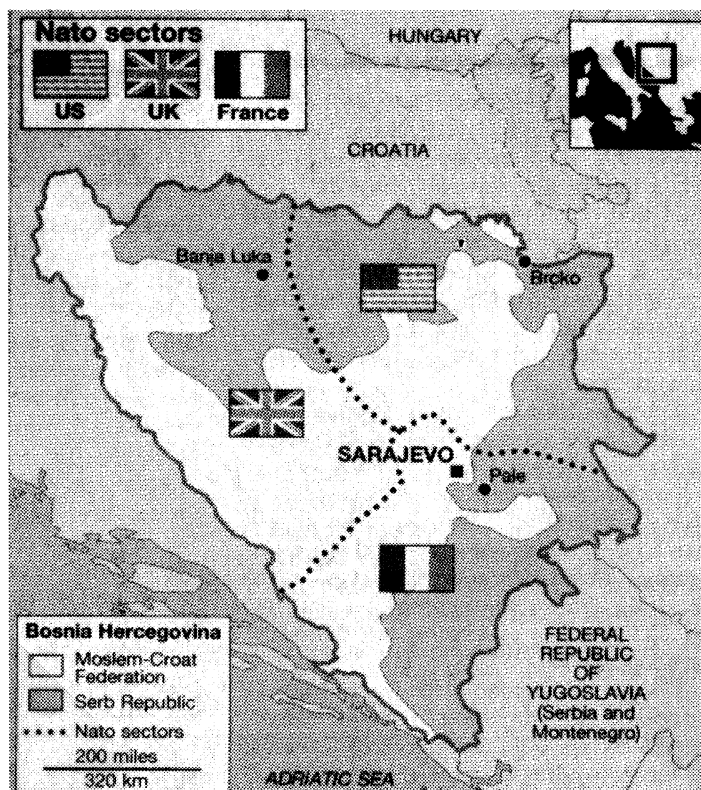 Nato sectors
US UK France
HUNGARY
CROATIA
Banja Luka
Brcko
SARAJEVO
Pale
Bosnia Hercegovina
Moslem-Croat
Federation
Serb Republic
Nato sectors
200 miles
320 km
FEDERAL
REPUBLIC
OF
YUGOSLAVIA
(Serbia and
Montenegro)
ADRIATIC SEA